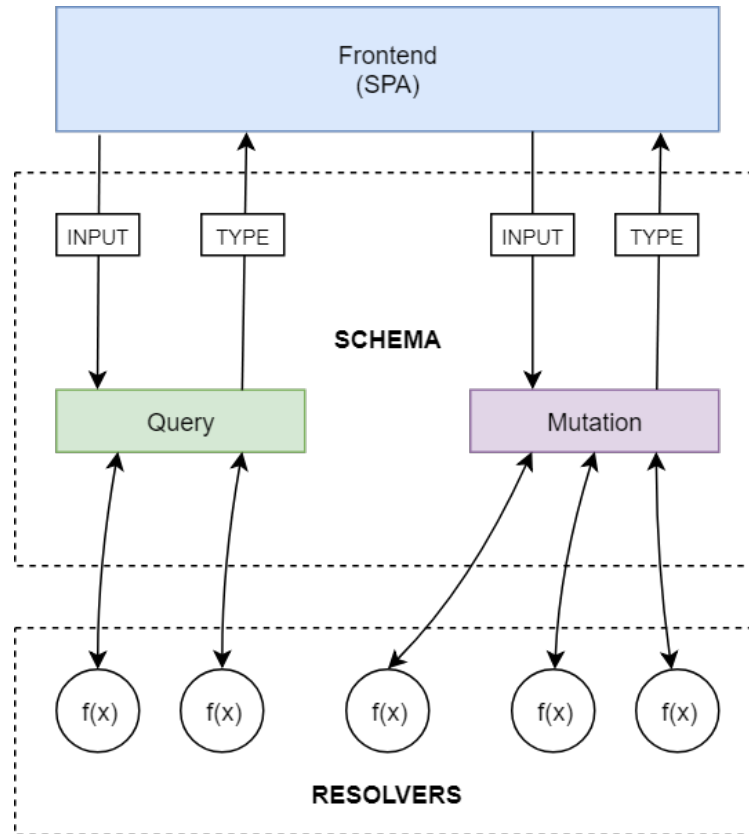 Frontend
(SPA)
INPUT
TYPE
INPUT
TYPE
SCHEMA
Query
Mutation
f(x)
f(x)
f(x)
f(x)
f(x)
RESOLVERS